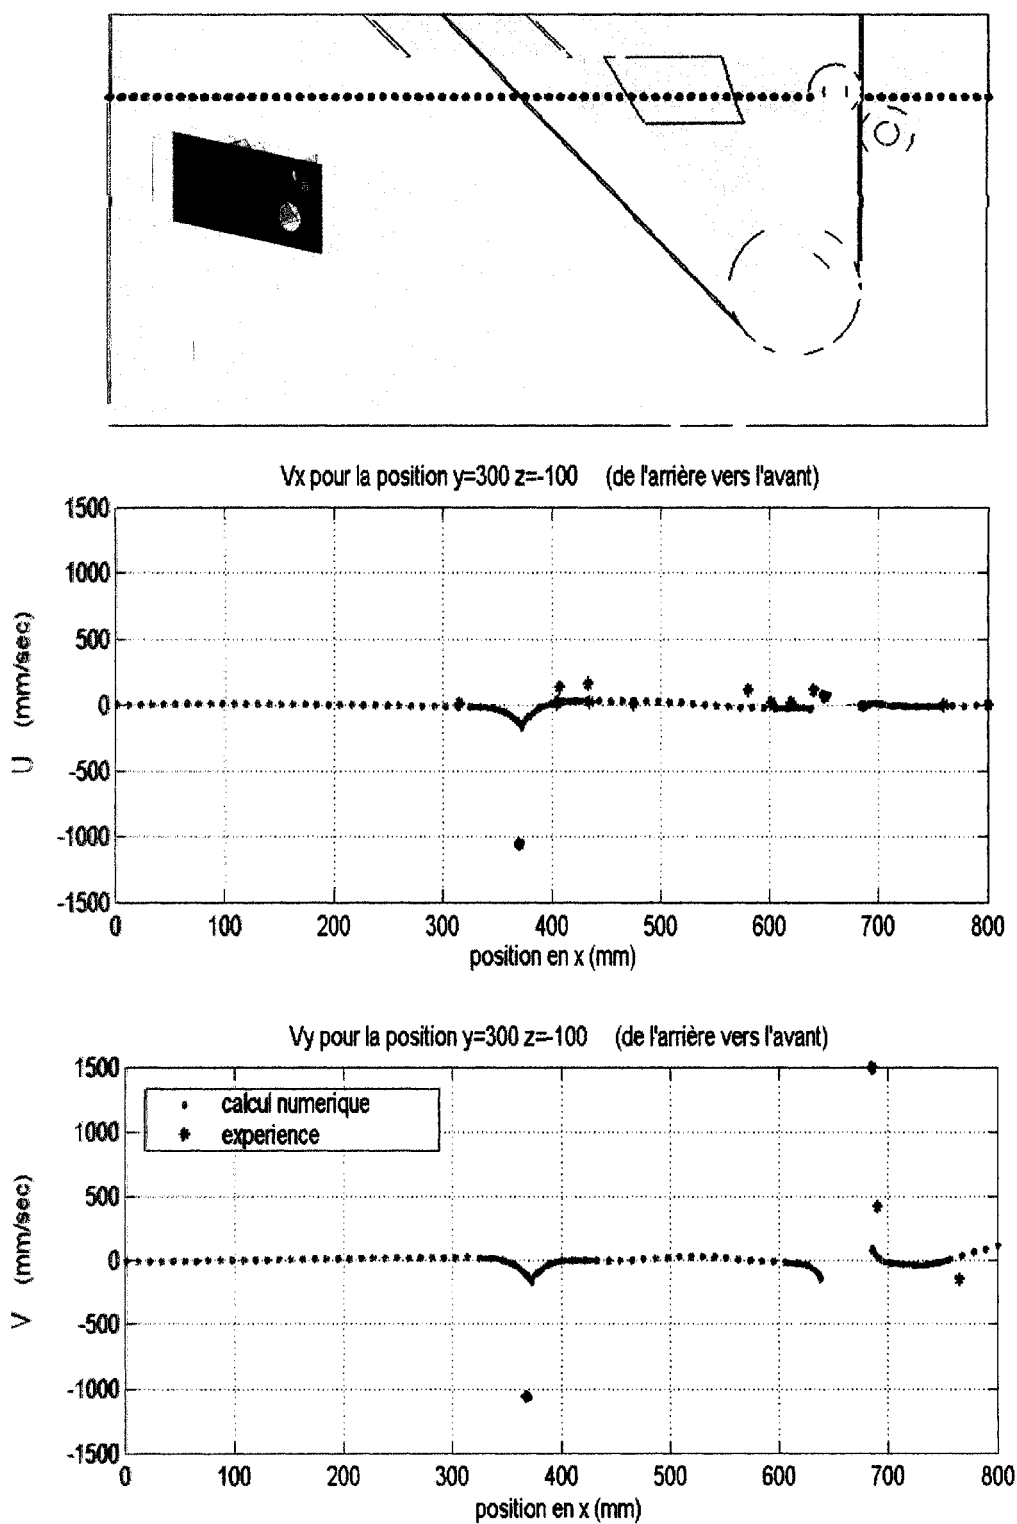 Vx pour la position y=300 z=-100 (de l'arrière vers l'avant)
1500
1000
500
0
-500
-1000
-1500
U (mm/sec)
0 100 200 300 400 500 600 700 800
position en x (mm)
Vy pour la position y=300 z=-100 (de l'arrière vers l'avant)
1500
1000
500
0
-500
-1000
-1500
V (mm/sec)
calcul numerique
experience
0 100 200 300 400 500 600 700 800
position en x (mm)